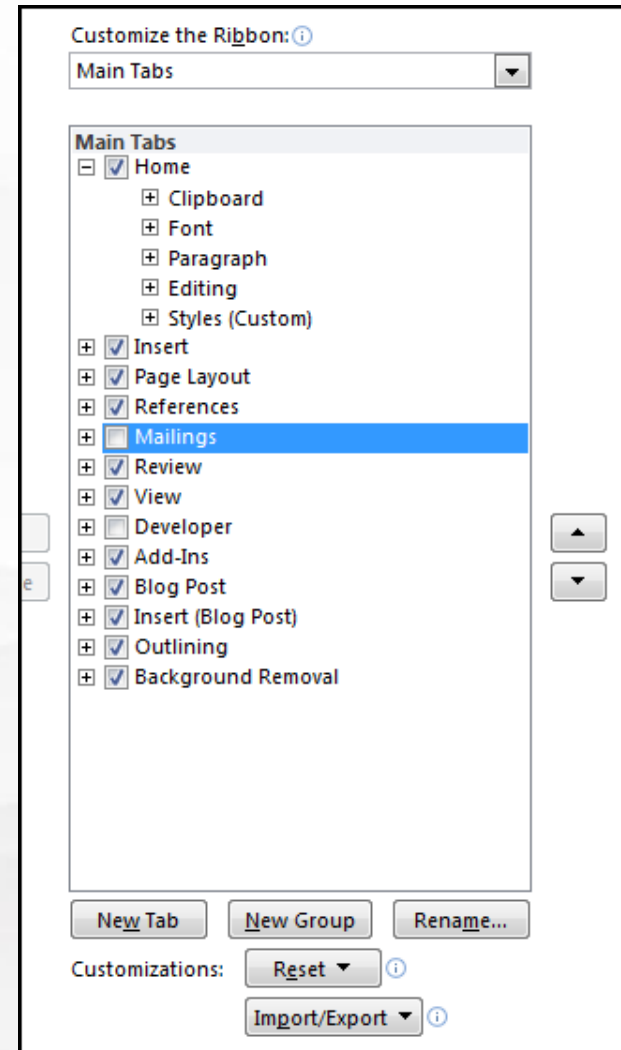 Customize the Ribbon:
Main Tabs
Main Tabs
Home
Clipboard
Font
Paragraph
Editing
Styles (Custom)
Insert
Page Layout
References
Mailings
Review
View
Developer
Add-Ins
e
Blog Post
Insert (Blog Post)
Outlining
Background Removal
New Tab New Group Rename...
Customizations: Reset
Import/Export